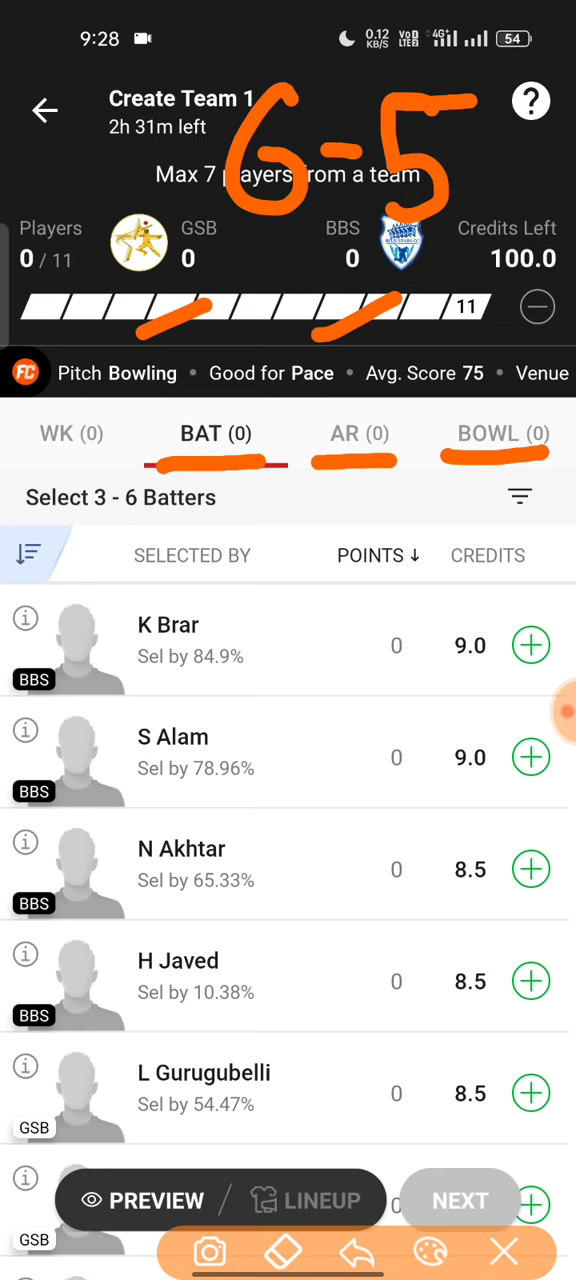 9:28 0.12 KB/S VoD LTE2 4G+ 54
Create Team 1
2h 31m left
?
6-5
Max 7 players from a team
Players GSB BBS Credits Left
0 / 11 0 0 100.0
11
FC Pitch Bowling • Good for Pace • Avg. Score 75 • Venue
WK (0) BAT (0) AR (0) BOWL (0)
Select 3 - 6 Batters
SELECTED BY POINTS ↓ CREDITS
K Brar
Sel by 84.9%
BBS
0 9.0
S Alam
Sel by 78.96%
BBS
0 9.0
N Akhtar
Sel by 65.33%
BBS
0 8.5
H Javed
Sel by 10.38%
BBS
0 8.5
L Gurugubelli
Sel by 54.47%
GSB
0 8.5
PREVIEW / LINEUP 0 NEXT
GSB